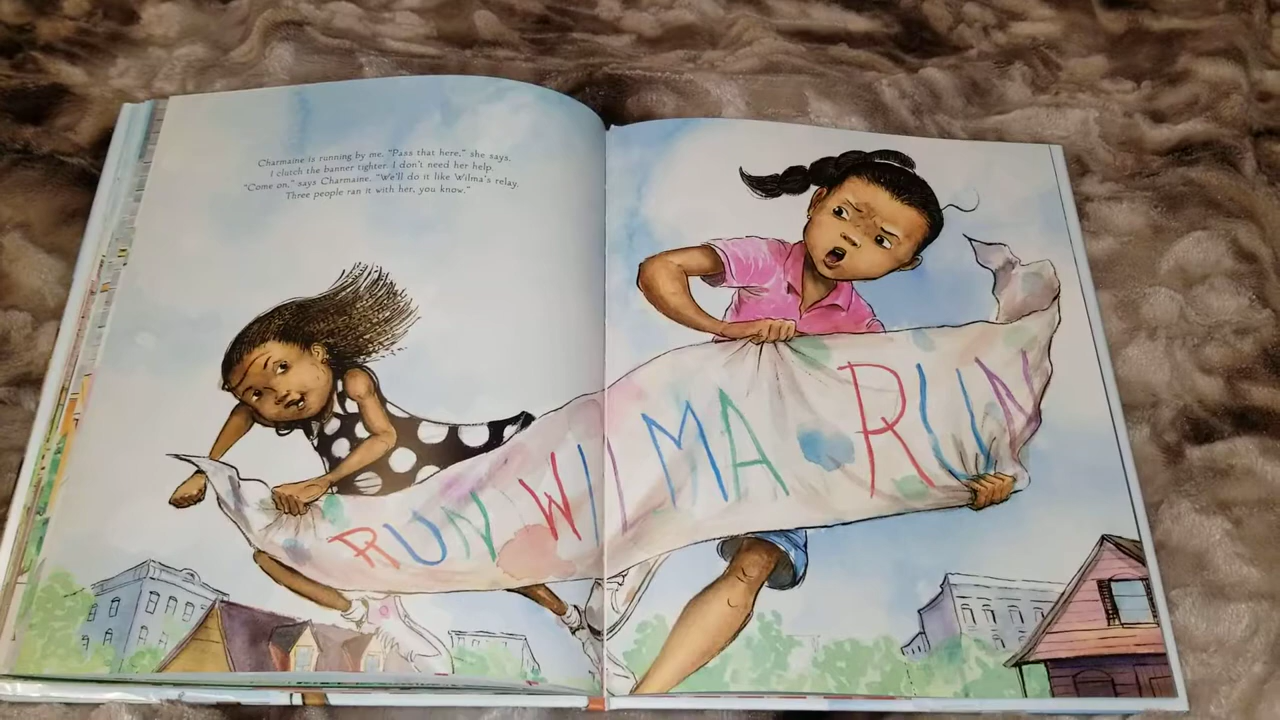 Charmaine is running by me. "Pass that here," she says.
I clutch the banner tighter. I don't need her help.
"Come on," says Charmaine. "We'll do it like Wilma's relay.
Three people ran it with her, you know."
RUN WILMA RUN